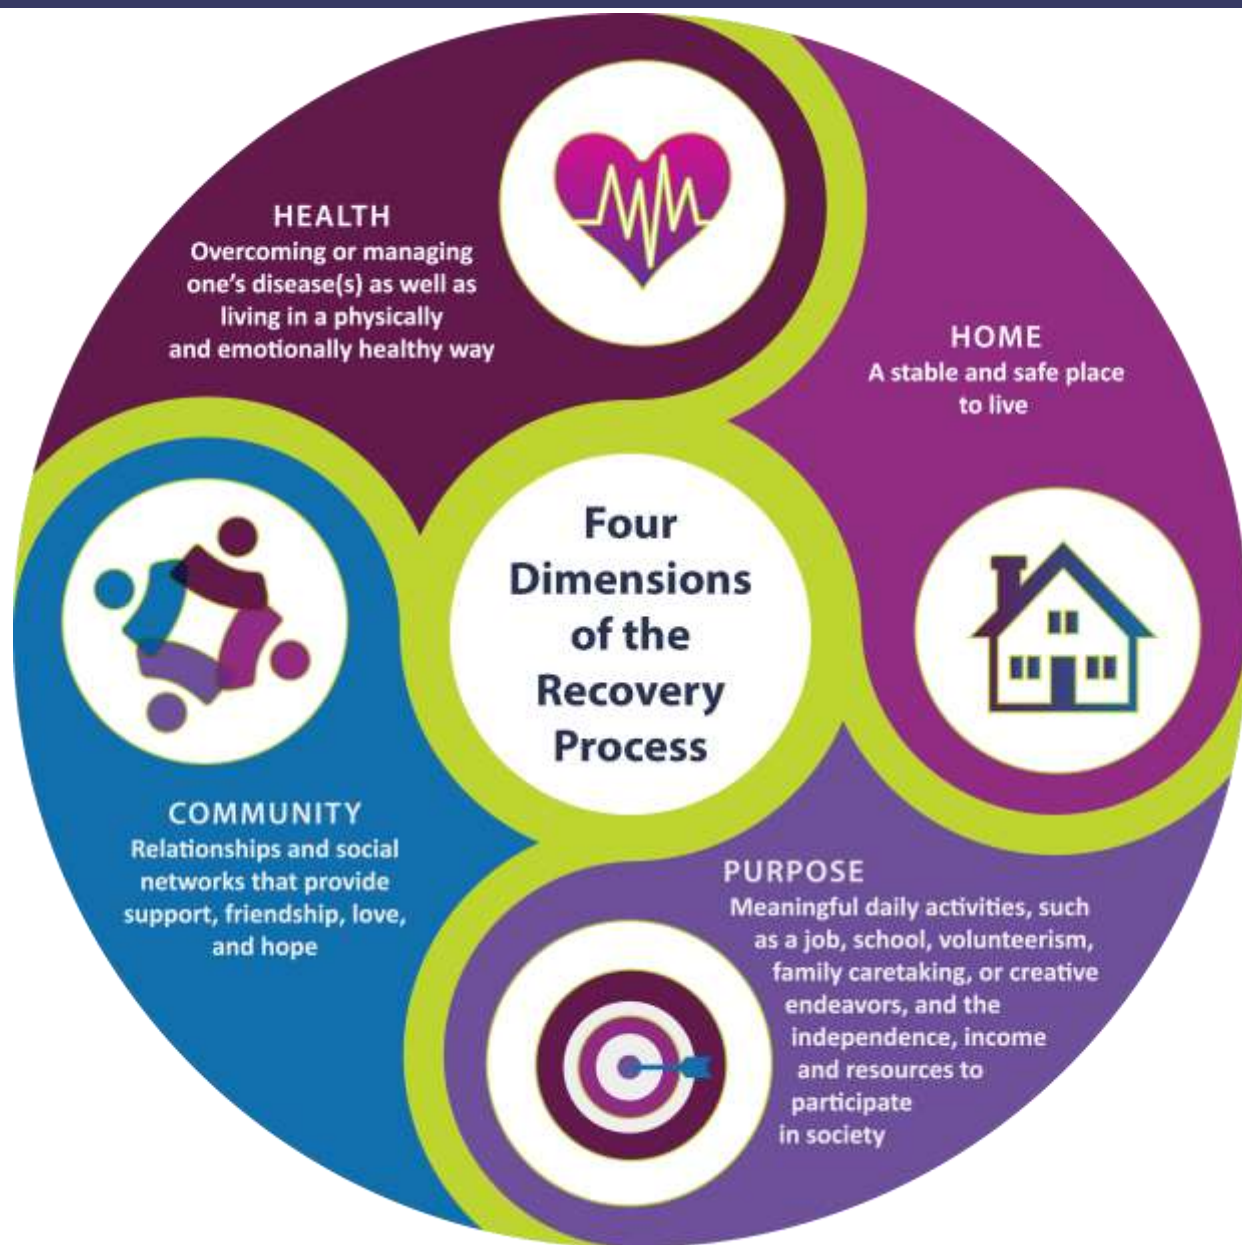 HEALTH
Overcoming or managing
one’s disease(s) as well as
living in a physically
and emotionally healthy way
HOME
A stable and safe place
to live
Four
Dimensions
of the
Recovery
Process
COMMUNITY
Relationships and social
networks that provide
support, friendship, love,
and hope
PURPOSE
Meaningful daily activities, such
as a job, school, volunteerism,
family caretaking, or creative
endeavors, and the
independence, income
and resources to
participate
in society